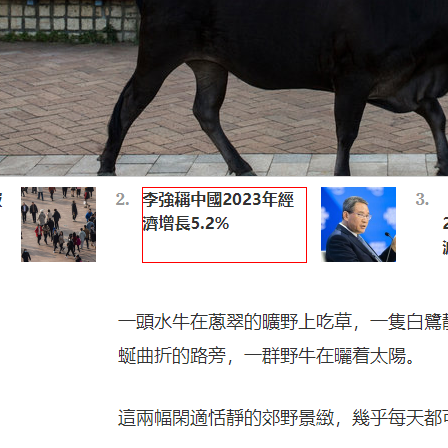 2.
李強稱中國2023年經
濟增長5.2%
3.
一頭水牛在蔥翠的曠野上吃草，一隻白鷺
蜒曲折的路旁，一群野牛在曬着太陽。
這兩幅閑適恬靜的郊野景緻，幾乎每天都